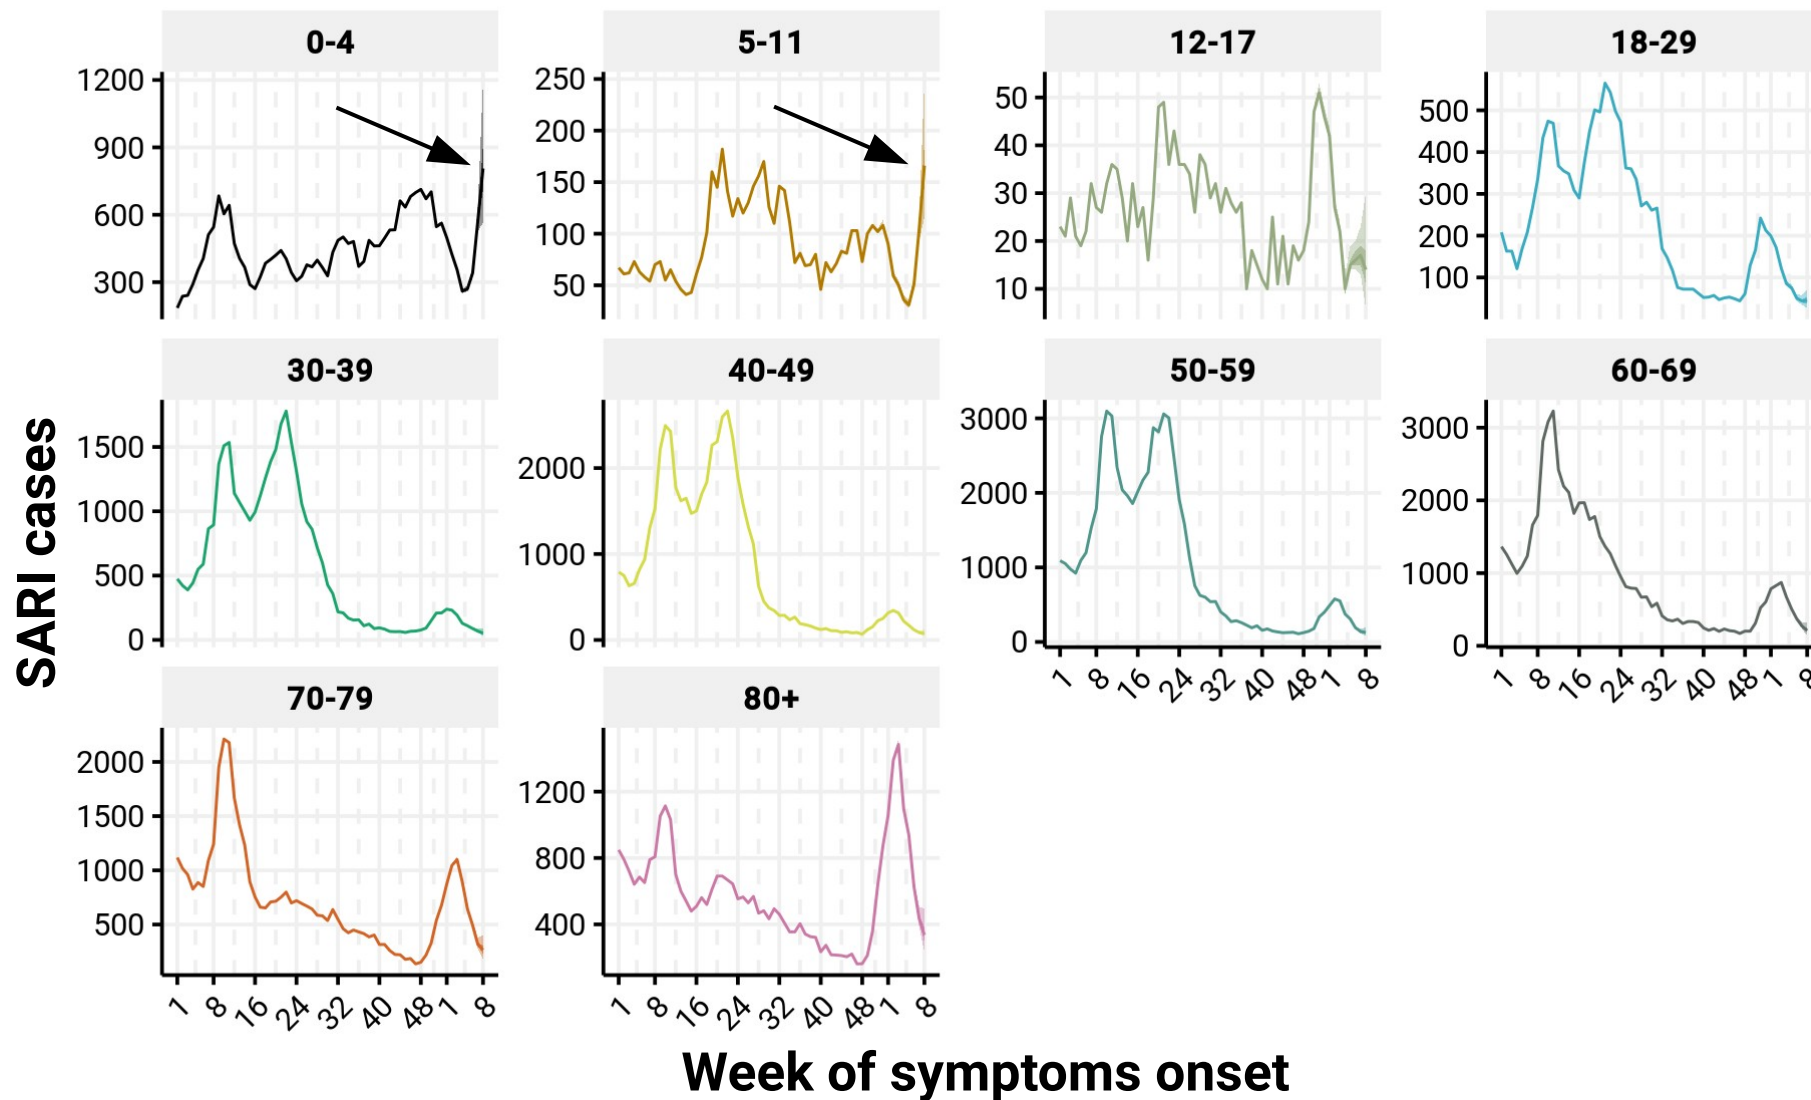 0-4 5-11 12-17 18-29
1200 900 600 300
250 200 150 100 50
50 40 30 20 10
500 400 300 200 100
30-39 40-49 50-59 60-69
1500 1000 500 0
2000 1000 0
3000 2000 1000 0
3000 2000 1000 0
1 8 16 24 32 40 48 1 8
1 8 16 24 32 40 48 1 8
SARI cases
70-79 80+
2000 1500 1000 500
1200 800 400
1 8 16 24 32 40 48 1 8
1 8 16 24 32 40 48 1 8
Week of symptoms onset